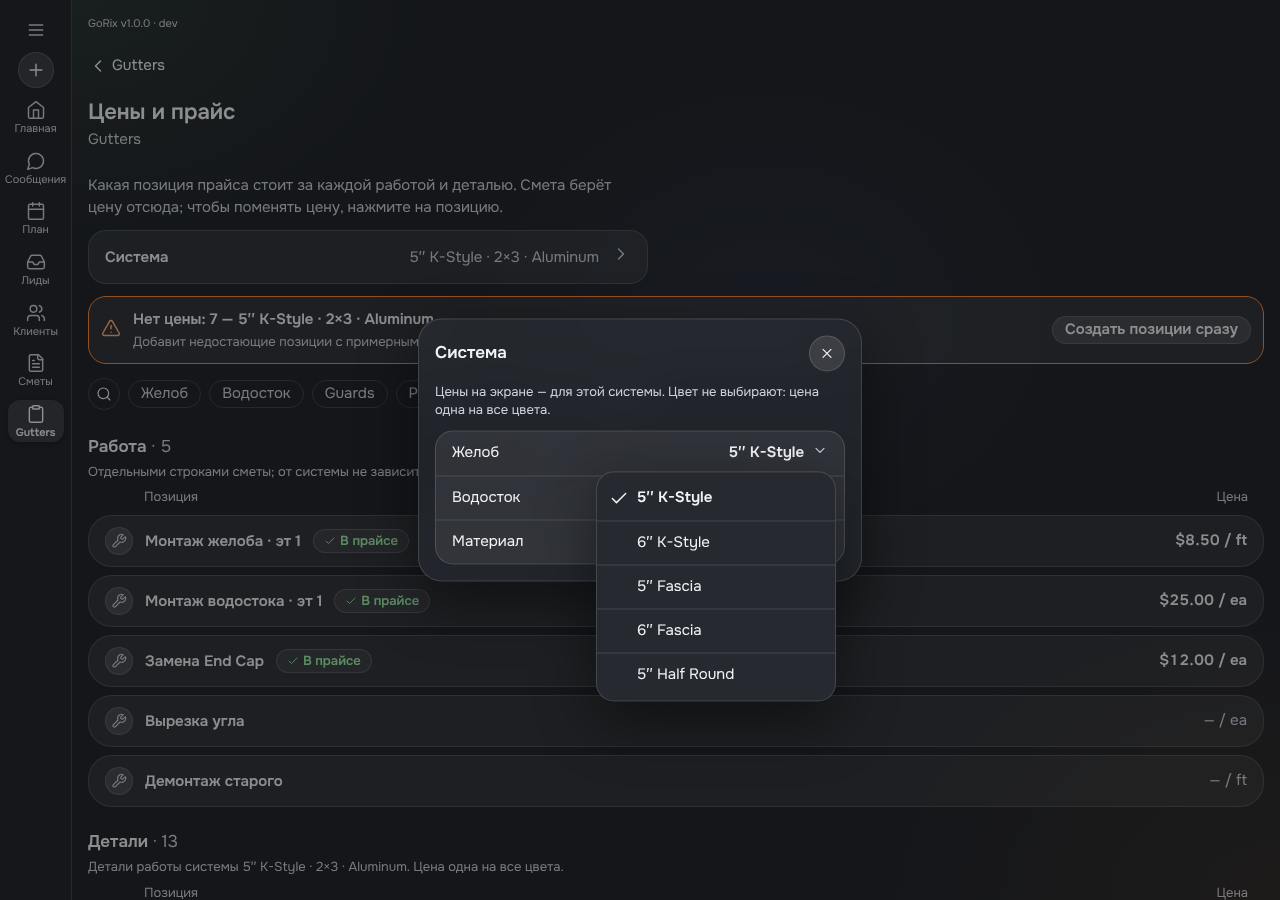 GoRix v1.0.0 · dev
Gutters
Главная
Сообщения
План
Лиды
Клиенты
Сметы
Gutters
Цены и прайс
Gutters
Какая позиция прайса стоит за каждой работой и деталью. Смета берёт
цену отсюда; чтобы поменять цену, нажмите на позицию.
Система 5″ K-Style · 2×3 · Aluminum
Нет цены: 7 — 5″ K-Style · 2×3 · Aluminum
Добавит недостающие позиции с примерным
Создать позиции сразу
Желоб Водосток Guards
Работа · 5
Отдельными строками сметы; от системы не зависит
Позиция Цена
Монтаж желоба · эт 1 В прайсе $8.50 / ft
Монтаж водостока · эт 1 В прайсе $25.00 / ea
Замена End Cap В прайсе $12.00 / ea
Вырезка угла — / ea
Демонтаж старого — / ft
Детали · 13
Детали работы системы 5″ K-Style · 2×3 · Aluminum. Цена одна на все цвета.
Позиция Цена
Система
Цены на экране — для этой системы. Цвет не выбирают: цена
одна на все цвета.
Желоб 5″ K-Style
Водосток
Материал
5″ K-Style
6″ K-Style
5″ Fascia
6″ Fascia
5″ Half Round